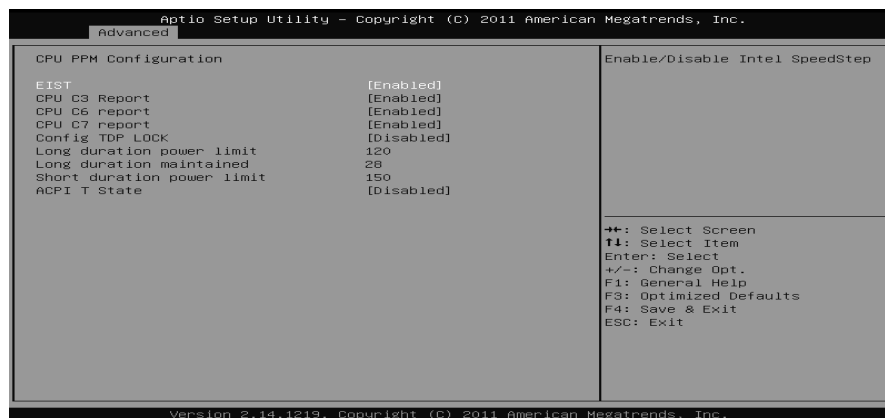 Aptio Setup Utility – Copyright (C) 2011 American Megatrends, Inc.
Advanced
CPU PPM Configuration
Enable/Disable Intel SpeedStep
EIST [Enabled]
CPU C3 Report [Enabled]
CPU C6 report [Enabled]
CPU C7 report [Enabled]
Config TDP LOCK [Disabled]
Long duration power limit 120
Long duration maintained 28
Short duration power limit 150
ACPI T State [Disabled]
→←: Select Screen
↑↓: Select Item
Enter: Select
+/-: Change Opt.
F1: General Help
F3: Optimized Defaults
F4: Save & Exit
ESC: Exit
Version 2.14.1219. Copyright (C) 2011 American Megatrends, Inc.